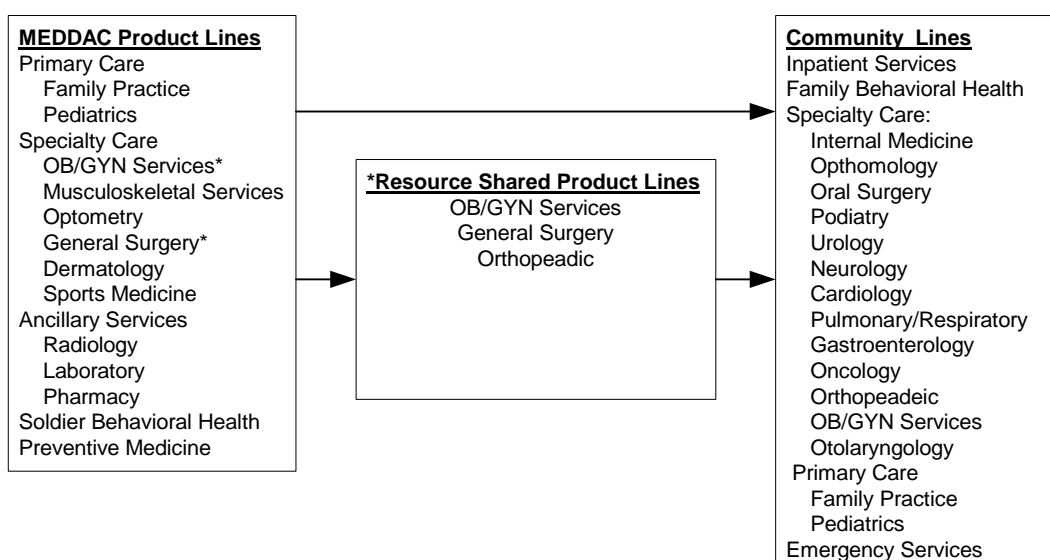 MEDDAC Product Lines
Primary Care
Family Practice
Pediatrics
Specialty Care
OB/GYN Services*
Musculoskeletal Services
Optometry
General Surgery*
Dermatology
Sports Medicine
Ancillary Services
Radiology
Laboratory
Pharmacy
Soldier Behavioral Health
Preventive Medicine
*Resource Shared Product Lines
OB/GYN Services
General Surgery
Orthopeadic
Community Lines
Inpatient Services
Family Behavioral Health
Specialty Care:
Internal Medicine
Opthomology
Oral Surgery
Podiatry
Urology
Neurology
Cardiology
Pulmonary/Respiratory
Gastroenterology
Oncology
Orthopeadeic
OB/GYN Services
Otolaryngology
Primary Care
Family Practice
Pediatrics
Emergency Services